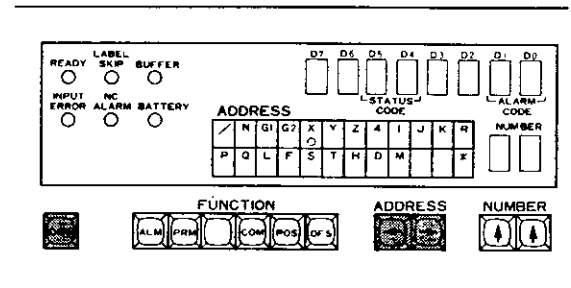 D7 D6 D5 D4 D3 D2 D1 D0
READY LABEL SKIP BUFFER
STATUS CODE ALARM CODE
INPUT ERROR NC ALARM BATTERY
NUMBER
ADDRESS
/ N G1 G2 X Y Z 4 I J K R
P Q L F S T H D M
FUNCTION ADDRESS NUMBER
ALM PRM COM POS OFS